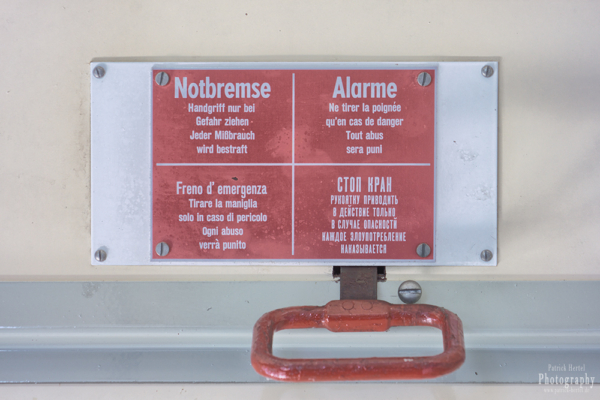 Notbremse
Handgriff nur bei
Gefahr ziehen
Jeder Mißbrauch
wird bestraft
Alarme
Ne tirer la poignée
qu'en cas de danger
Tout abus
sera puni
Freno d' emergenza
Tirare la maniglia
solo in caso di pericolo
Ogni abuso
verrà punito
СТОП КРАН
РУКОЯТКУ ПРИВОДИТЬ
В ДЕЙСТВИЕ ТОЛЬКО
В СЛУЧАЕ ОПАСНОСТИ
КАЖДОЕ ЗЛОУПОТРЕБЛЕНИЕ
НАКАЗЫВАЕТСЯ
Patrick Hertel
Photography